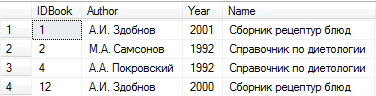 IDBook Author Year Name
1 1 А.И. Здобнов 2001 Сборник рецептур блюд
2 2 М.А. Самсонов 1992 Справочник по диетологии
3 4 А.А. Покровский 1992 Справочник по диетологии
4 12 А.И. Здобнов 2000 Сборник рецептур блюд